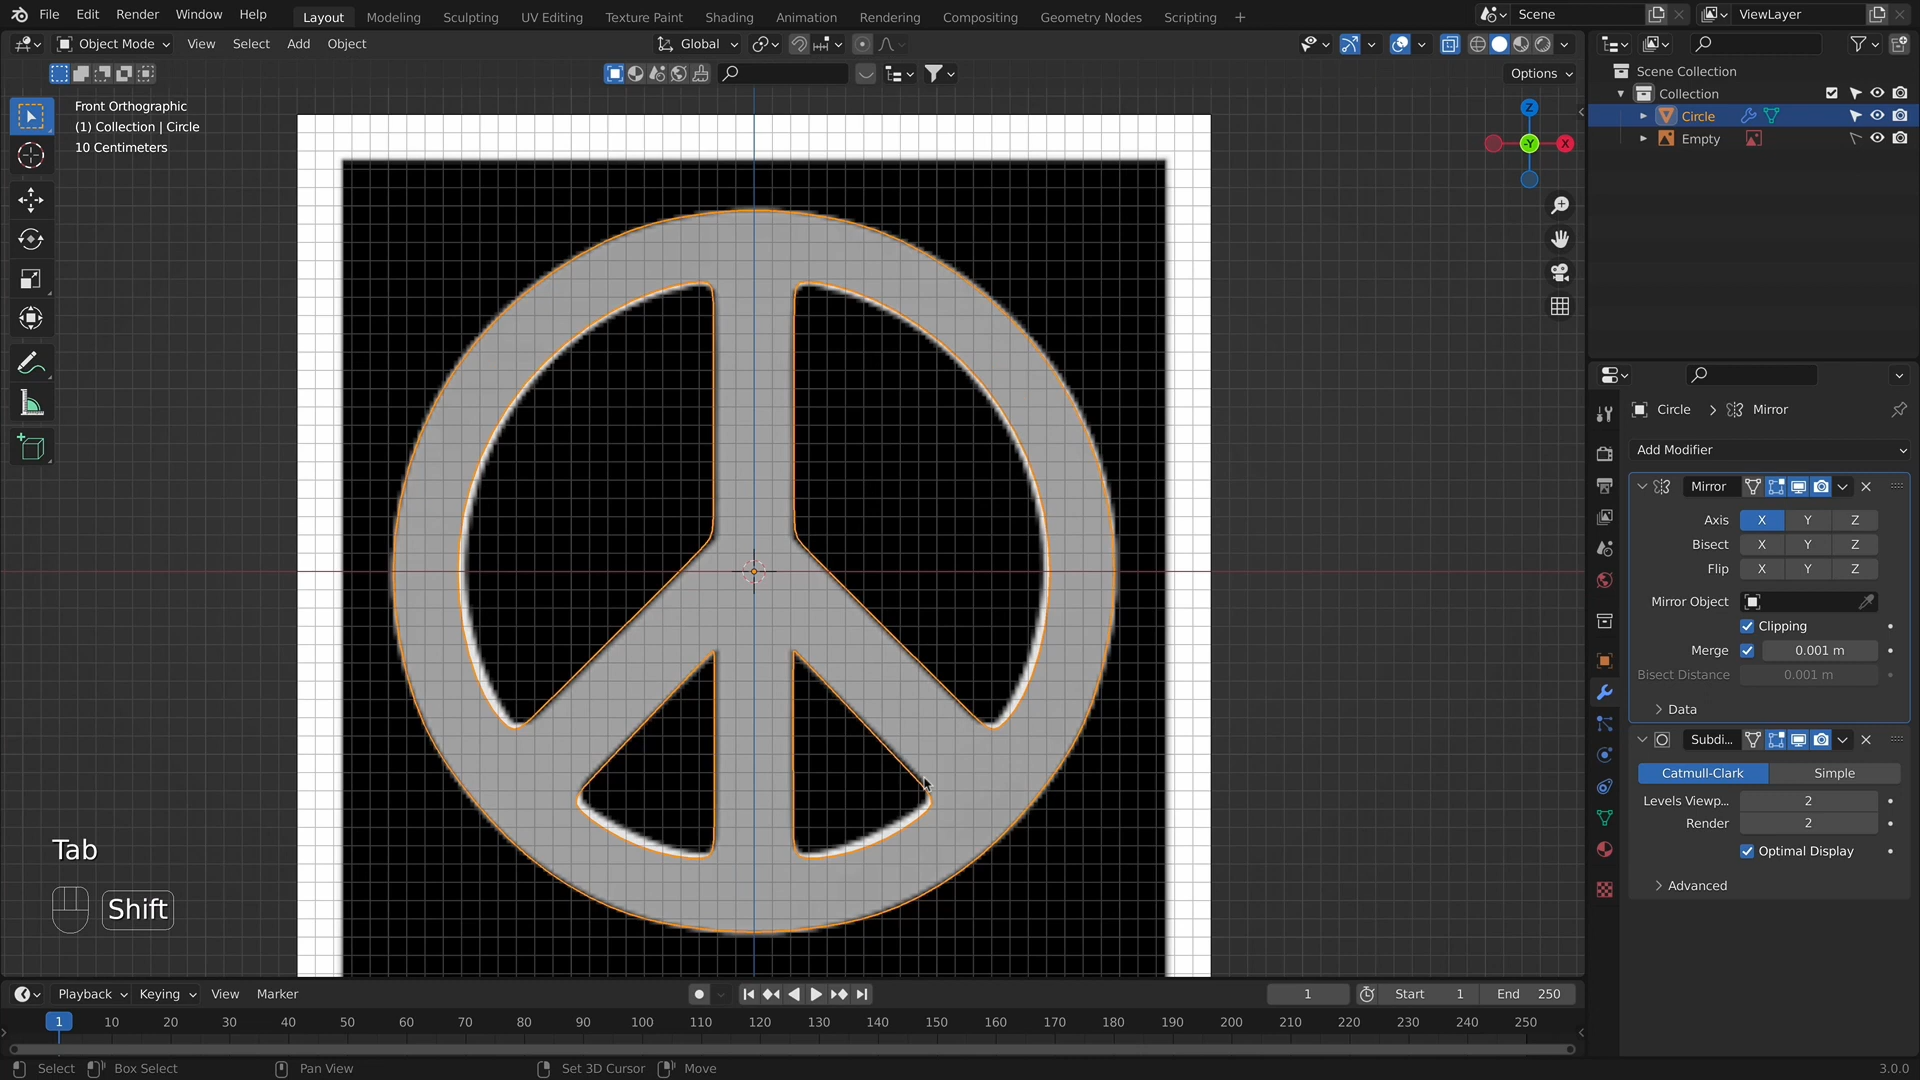 File Edit Render Window Help Layout Modeling Sculpting UV Editing Texture Paint Shading Animation Rendering Compositing Geometry Nodes Scripting + Scene ViewLayer
Object Mode View Select Add Object Global
Options
Front Orthographic
(1) Collection | Circle
10 Centimeters
Z
-Y
X
Scene Collection
Collection
Circle
Empty
Circle > Mirror
Add Modifier
Mirror
Axis X Y Z
Bisect X Y Z
Flip X Y Z
Mirror Object
Clipping
Merge 0.001 m
Bisect Distance 0.001 m
Data
Subdi...
Catmull-Clark Simple
Levels Viewp... 2
Render 2
Optimal Display
Advanced
Tab
Shift
Playback Keying View Marker 1 Start 1 End 250
1 10 20 30 40 50 60 70 80 90 100 110 120 130 140 150 160 170 180 190 200 210 220 230 240 250
Select Box Select Pan View Set 3D Cursor Move 3.0.0